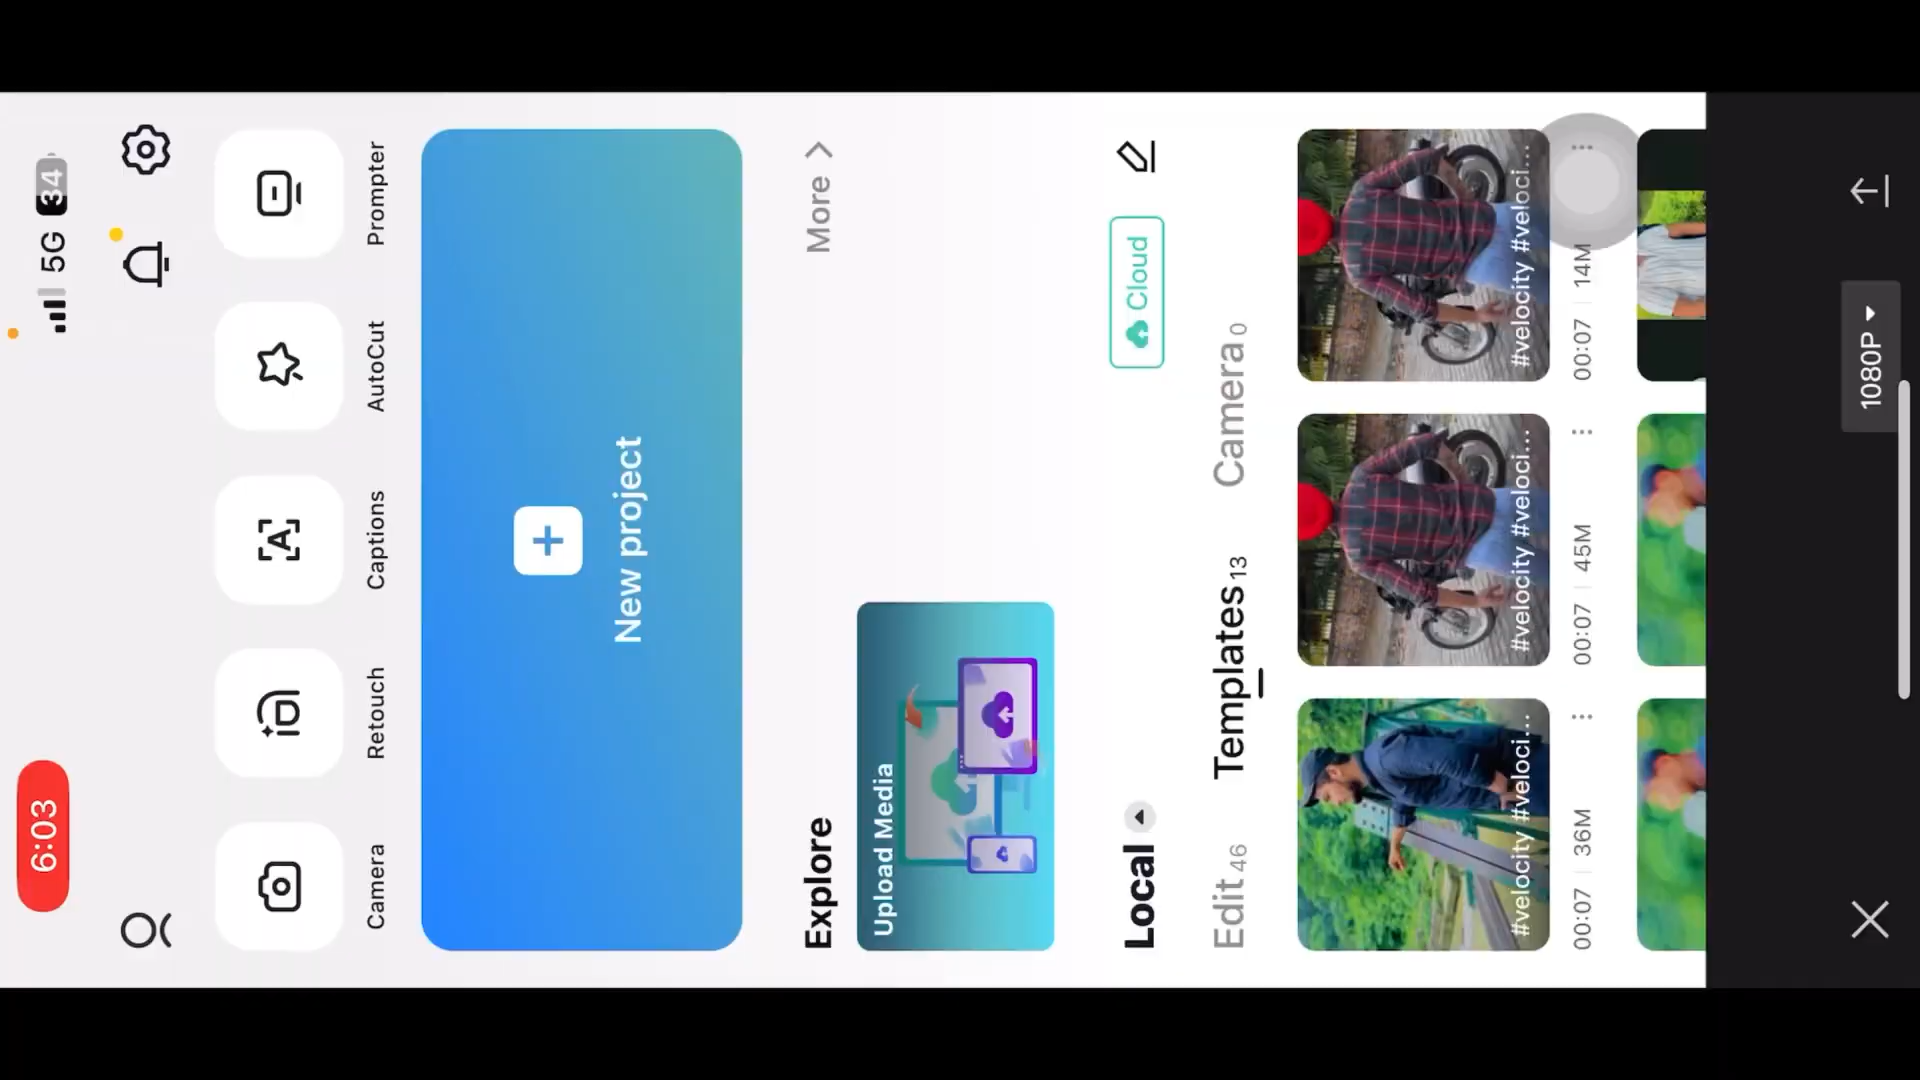 6:03
5G 34
Camera
Retouch
Captions
AutoCut
Prompter
New project
Explore
More
Upload Media
Local
Cloud
Edit 46
Templates 13
Camera 0
#velocity #veloci...
#velocity #veloci...
#velocity #veloci...
00:07 36M
00:07 45M
00:07 14M
1080P